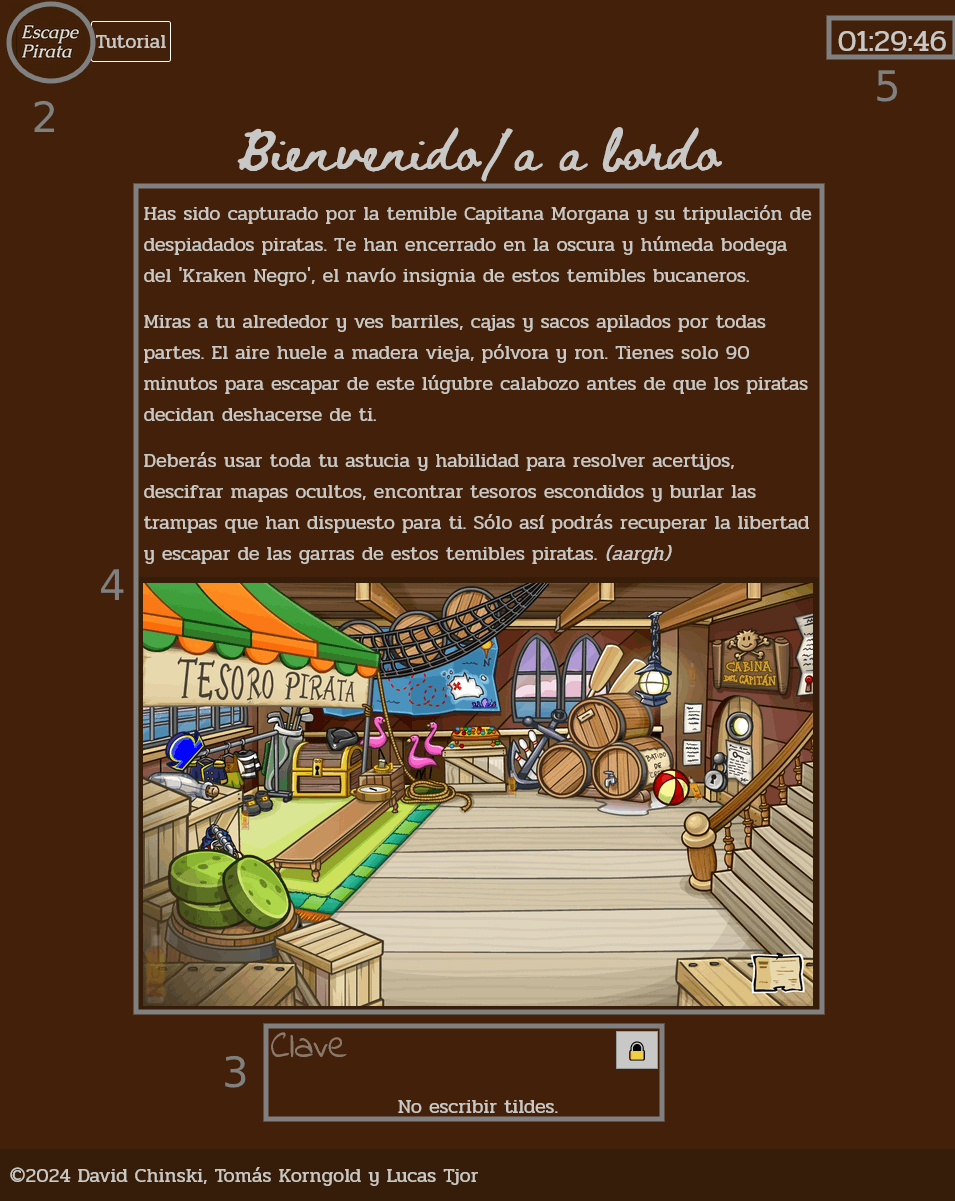 Escape
Pirata
Tutorial
01:29:46
2
5
Bienvenido/a a bordo
Has sido capturado por la temible Capitana Morgana y su tripulación de
despiadados piratas. Te han encerrado en la oscura y húmeda bodega
del 'Kraken Negro', el navío insignia de estos temibles bucaneros.
Miras a tu alrededor y ves barriles, cajas y sacos apilados por todas
partes. El aire huele a madera vieja, pólvora y ron. Tienes solo 90
minutos para escapar de este lúgubre calabozo antes de que los piratas
decidan deshacerse de ti.
Deberás usar toda tu astucia y habilidad para resolver acertijos,
descifrar mapas ocultos, encontrar tesoros escondidos y burlar las
trampas que han dispuesto para ti. Sólo así podrás recuperar la libertad
y escapar de las garras de estos temibles piratas. (aargh)
4
TESORO PIRATA
N
CABINA
DEL CAPITÁN
BATIDO
DE
3
Clave
No escribir tildes.
©2024 David Chinski, Tomás Korngold y Lucas Tjor